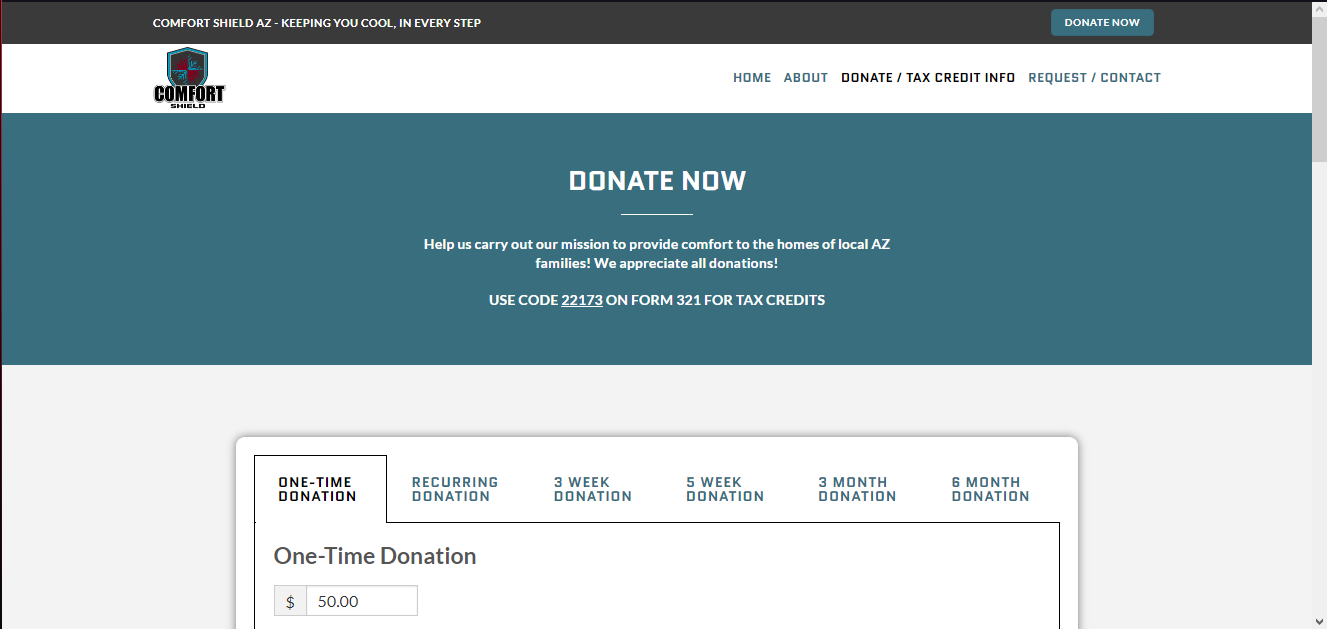 COMFORT SHIELD AZ - KEEPING YOU COOL, IN EVERY STEP
DONATE NOW
COMFORT
SHIELD
HOME ABOUT DONATE / TAX CREDIT INFO REQUEST / CONTACT
DONATE NOW
Help us carry out our mission to provide comfort to the homes of local AZ
families! We appreciate all donations!
USE CODE 22173 ON FORM 321 FOR TAX CREDITS
ONE-TIME
DONATION
RECURRING
DONATION
3 WEEK
DONATION
5 WEEK
DONATION
3 MONTH
DONATION
6 MONTH
DONATION
One-Time Donation
$ 50.00